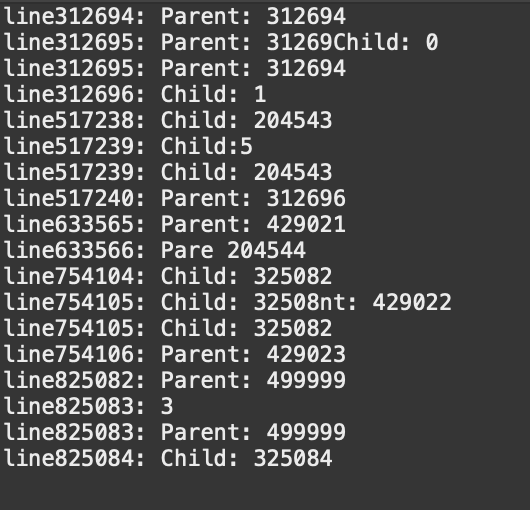 line312694: Parent: 312694
line312695: Parent: 31269Child: 0
line312695: Parent: 312694
line312696: Child: 1
line517238: Child: 204543
line517239: Child:5
line517239: Child: 204543
line517240: Parent: 312696
line633565: Parent: 429021
line633566: Pare 204544
line754104: Child: 325082
line754105: Child: 32508nt: 429022
line754105: Child: 325082
line754106: Parent: 429023
line825082: Parent: 499999
line825083: 3
line825083: Parent: 499999
line825084: Child: 325084